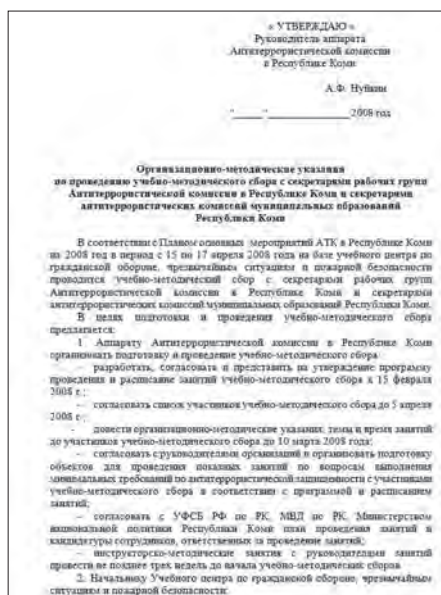 « УТВЕРЖДАЮ »
Руководитель аппарата
Антитеррористической комиссии
в Республике Коми
А.Ф. Нуйкин
"_____"______________2008 год
Организационно-методические указания
по проведению учебно-методического сбора с секретарями рабочих групп
Антитеррористической комиссии в Республике Коми и секретарями
антитеррористических комиссий муниципальных образований
Республики Коми
В соответствии с Планом основных мероприятий АТК в Республике Коми
на 2008 год в период с 15 по 17 апреля 2008 года на базе учебного центра по
гражданской обороне, чрезвычайным ситуациям и пожарной безопасности
проводится учебно-методический сбор с секретарями рабочих групп
Антитеррористической комиссии в Республике Коми и секретарями
антитеррористических комиссий муниципальных образований Республики Коми.
В целях подготовки и проведения учебно-методического сбора
предлагается:
1. Аппарату Антитеррористической комиссии в Республике Коми
организовать подготовку и проведение учебно-методического сбора:
- разработать, согласовать и представить на утверждение программу
проведения и расписание занятий учебно-методического сбора к 15 февраля
2008 г.;
- согласовать список участников учебно-методического сбора до 5 апреля
2008 г.;
- довести организационно-методические указания, темы и время занятий
до участников учебно-методического сбора до 10 марта 2008 года;
- согласовать с руководителями организаций и организовать подготовку
объектов для проведения показных занятий по вопросам выполнения
минимальных требований по антитеррористической защищенности с участниками
учебно-методического сбора в соответствии с программой и расписанием
занятий;
- согласовать с УФСБ РФ по РК, МВД по РК, Министерством
национальной политики Республики Коми план проведения занятий и
кандидатуры сотрудников, ответственных за проведение занятий;
- инструкторско-методические занятия с руководителями занятий
провести не позднее трех недель до начала учебно-методических сборов.
2. Начальнику Учебного центра по гражданской обороне, чрезвычайным
ситуациям и пожарной безопасности: